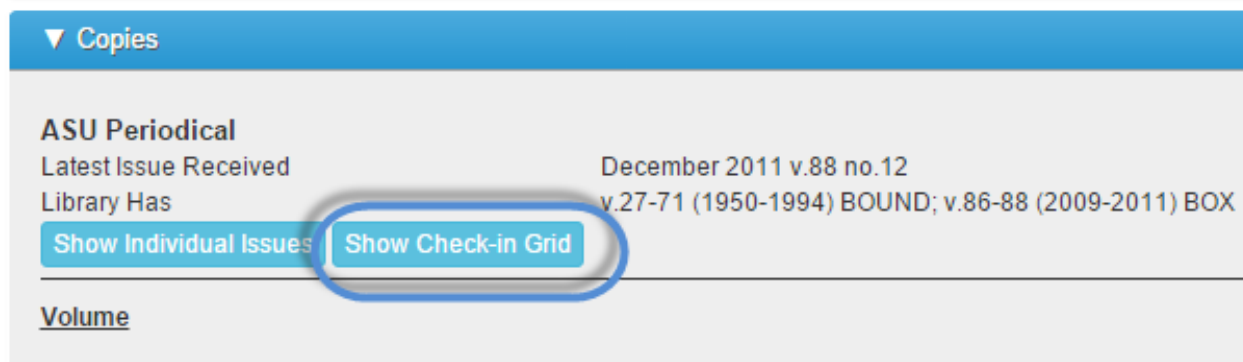 ▼ Copies
ASU Periodical
Latest Issue Received December 2011 v.88 no.12
Library Has v.27-71 (1950-1994) BOUND; v.86-88 (2009-2011) BOX
Show Individual Issues Show Check-in Grid
Volume